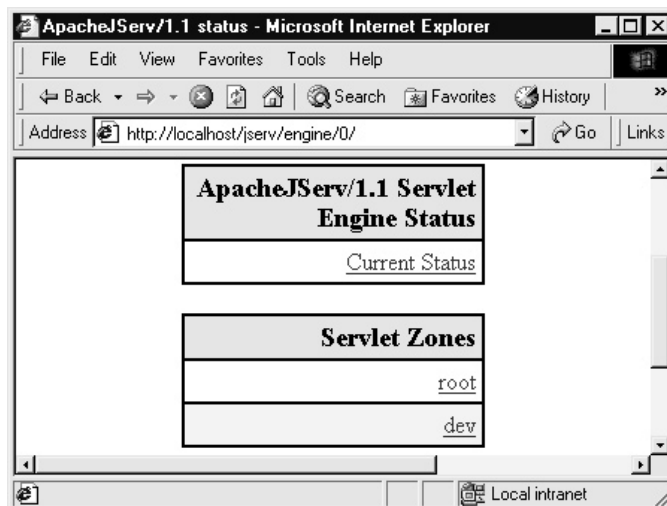 ApacheJServ/1.1 status - Microsoft Internet Explorer
File Edit View Favorites Tools Help
Back Search Favorites History »
Address http://localhost/jserv/engine/0/ Go Links
ApacheJServ/1.1 Servlet
Engine Status
Current Status
Servlet Zones
root
dev
Local intranet